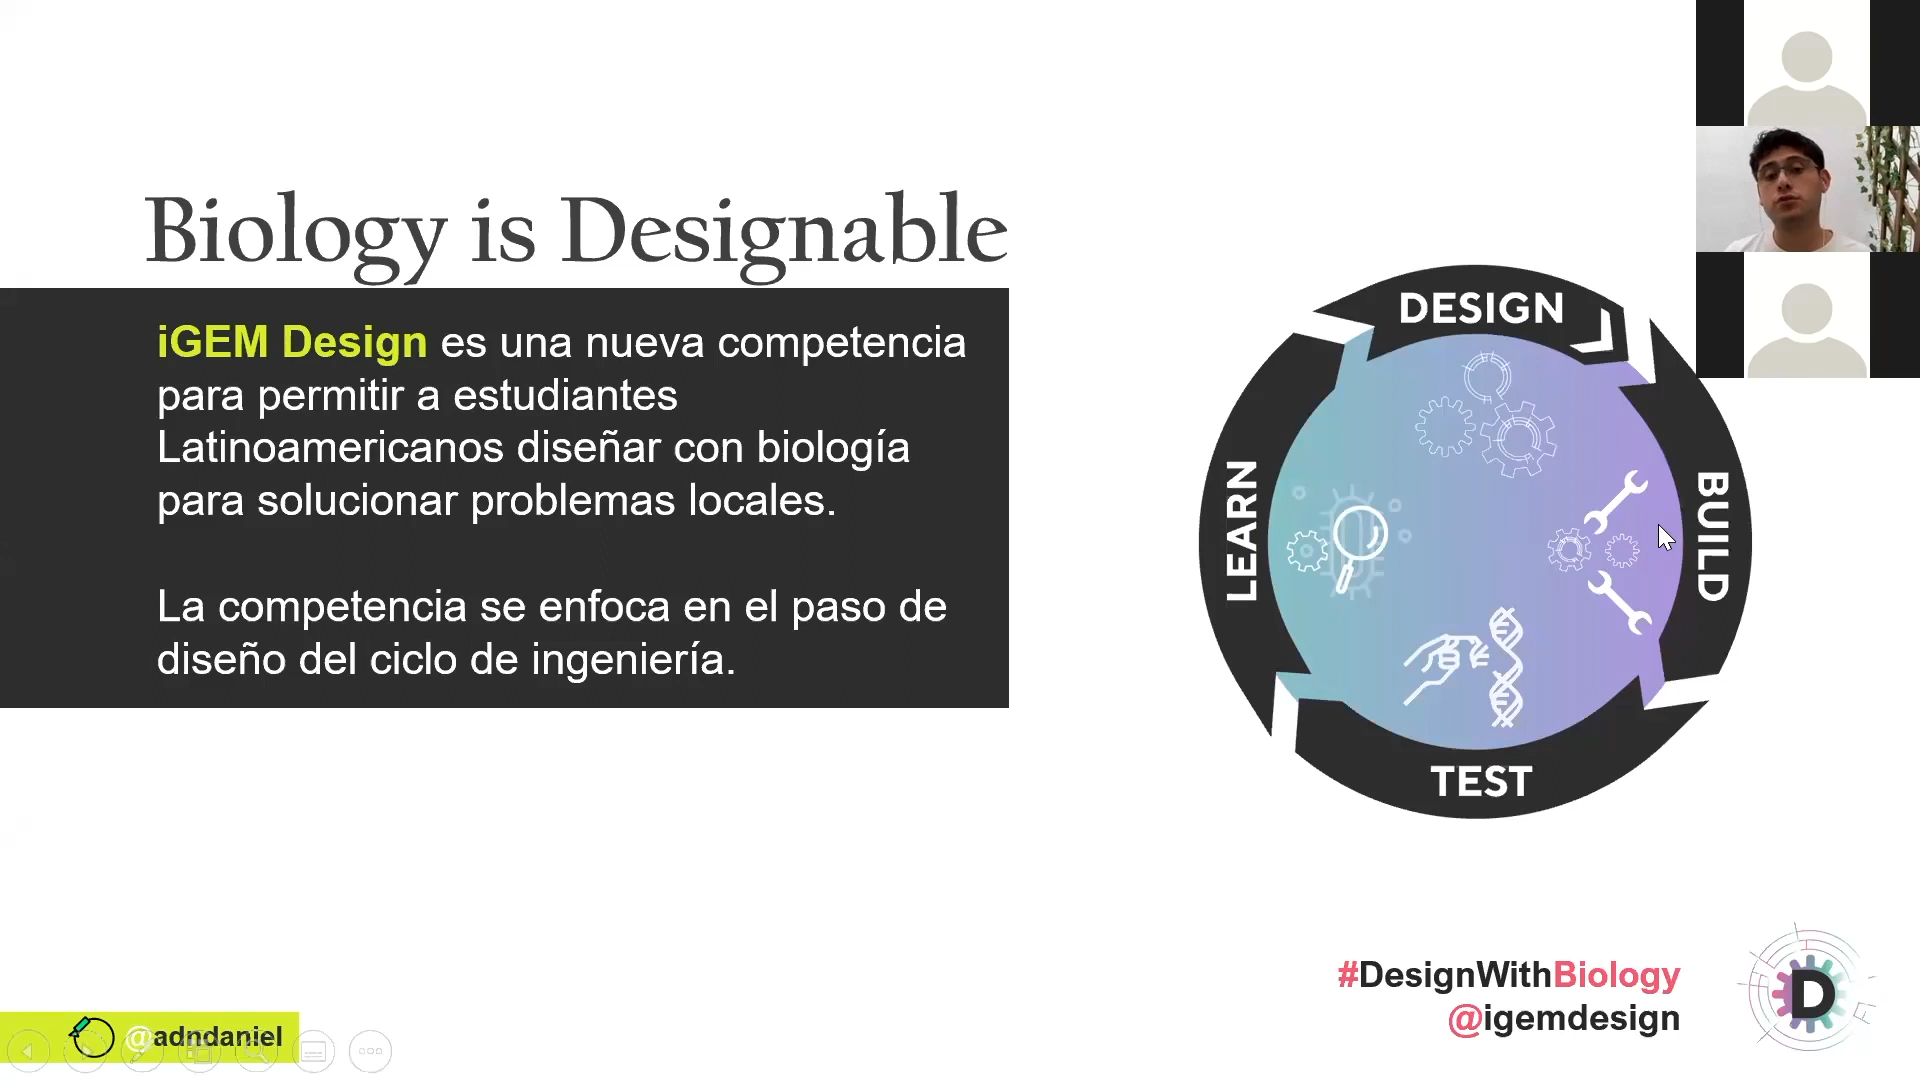 Biology is Designable
iGEM Design es una nueva competencia
para permitir a estudiantes
Latinoamericanos diseñar con biología
para solucionar problemas locales.
La competencia se enfoca en el paso de
diseño del ciclo de ingeniería.
DESIGN
BUILD
TEST
LEARN
#DesignWithBiology
@igemdesign
D
@adndaniel